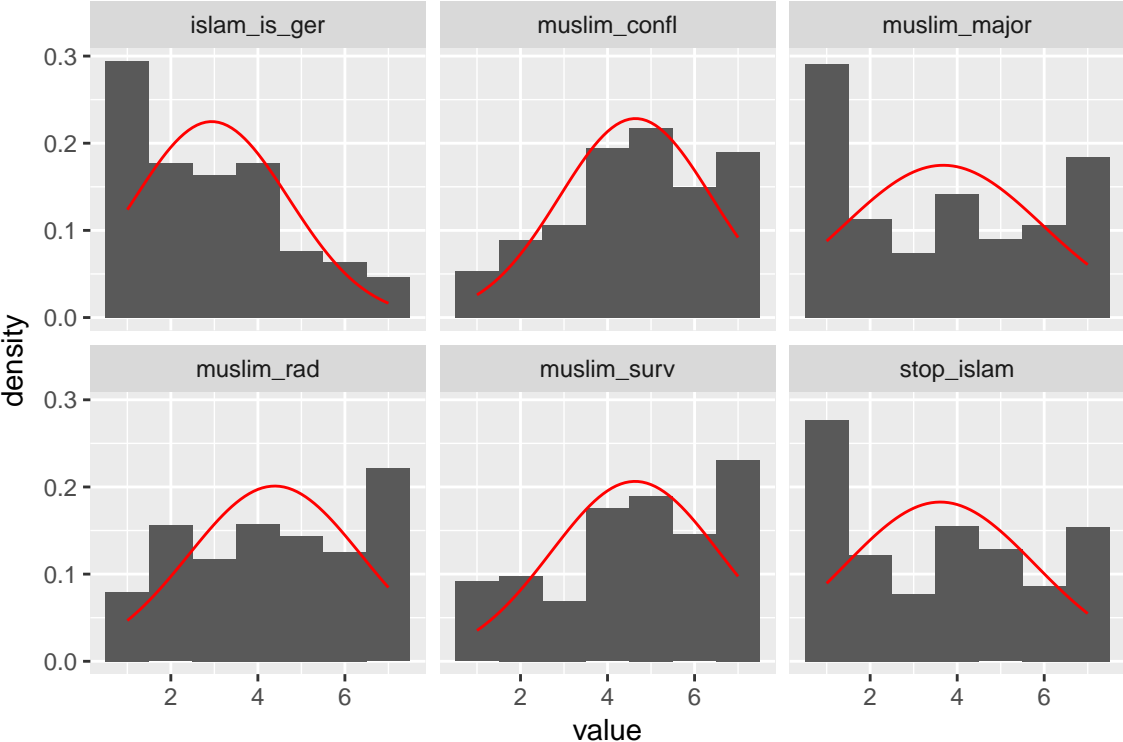 islam_is_ger muslim_confl muslim_major
0.3
0.2
0.1
0.0
density
muslim_rad muslim_surv stop_islam
0.3
0.2
0.1
0.0
2 4 6 2 4 6 2 4 6
value